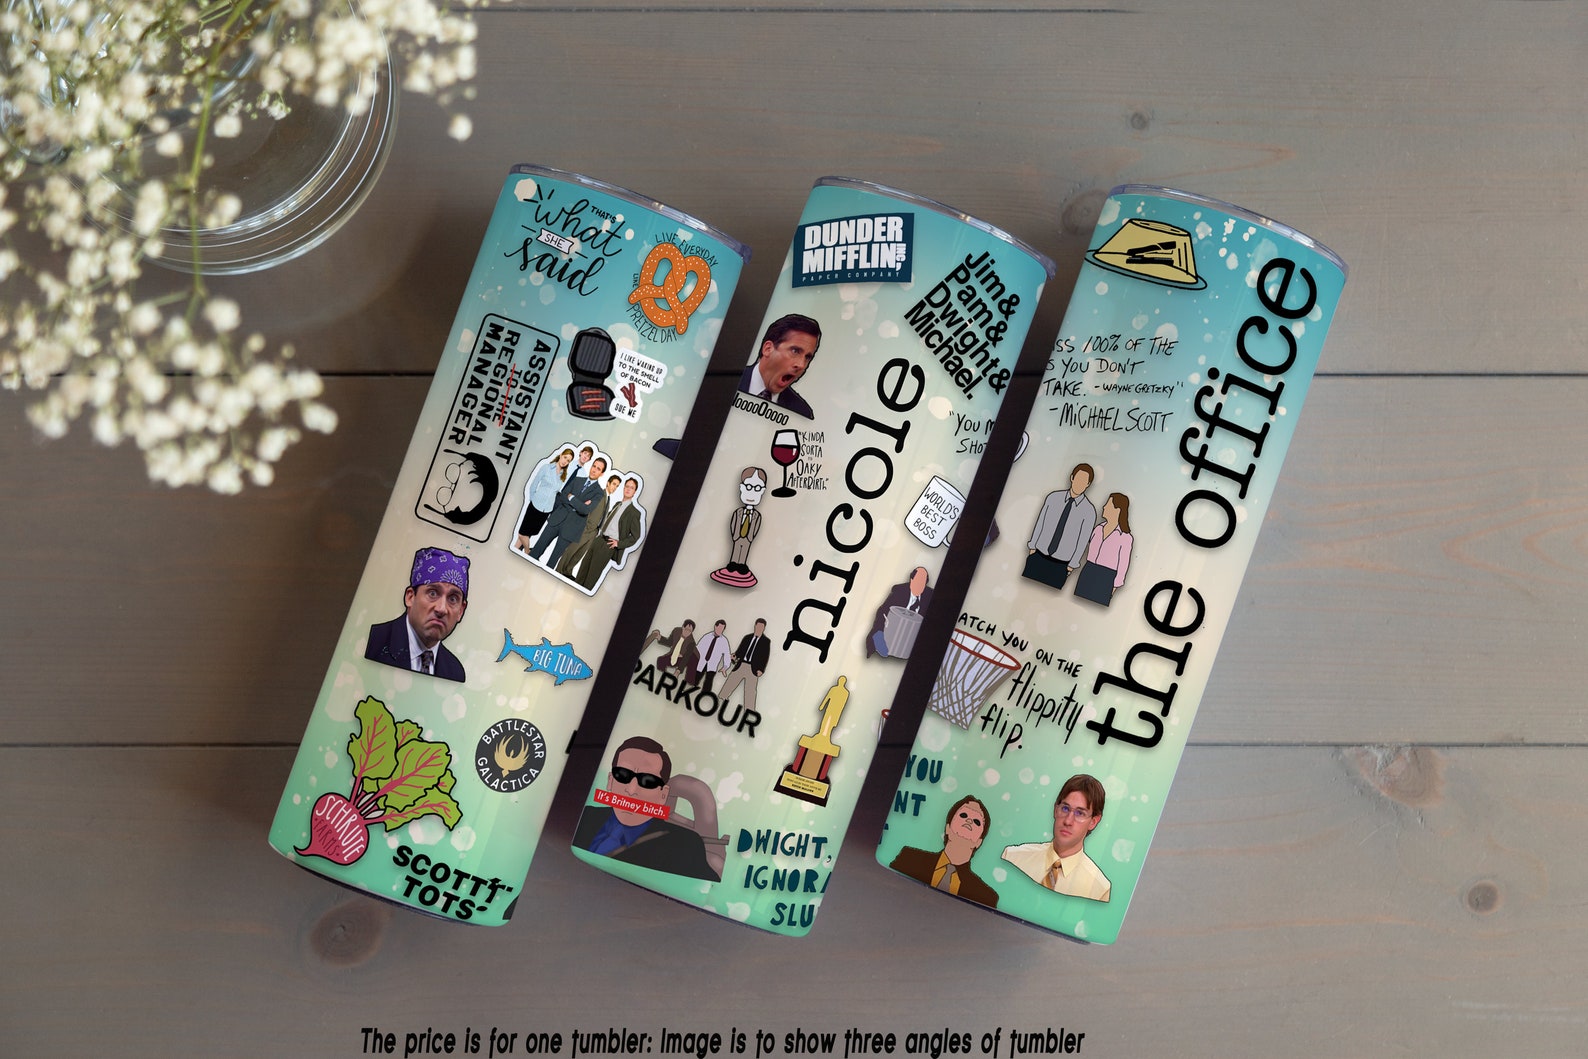 THAT'S
what
SHE
said
LIVE EVERYDAY
LIKE
PRETZEL DAY
ASSISTANT
TO THE
REGIONAL
MANAGER
I LIKE WAKING UP
TO THE SMELL
OF BACON
SUE ME
BIG TUNA
BATTLESTAR
GALACTICA
SCHRUTE
FARMS
SCOTT'S
TOTS
DUNDER
MIFFLIN INC,
PAPER COMPANY
Jim&
Pam&
Dwight&
Michael.
NooooOoooo
nicole
"YOU M
SHOT
"KINDA
SORTA
OAKY
AFTERBIRTH"
WORLD'S
BEST
BOSS
PARKOUR
It's Britney bitch.
DWIGHT,
IGNORA
SLU
SS 100% OF THE
S YOU DON'T
TAKE. -WAYNE GRETZKY"
-MICHAEL SCOTT
the office
ATCH YOU ON THE
flippity
flip.
YOU
NT
The price is for one tumbler: Image is to show three angles of tumbler